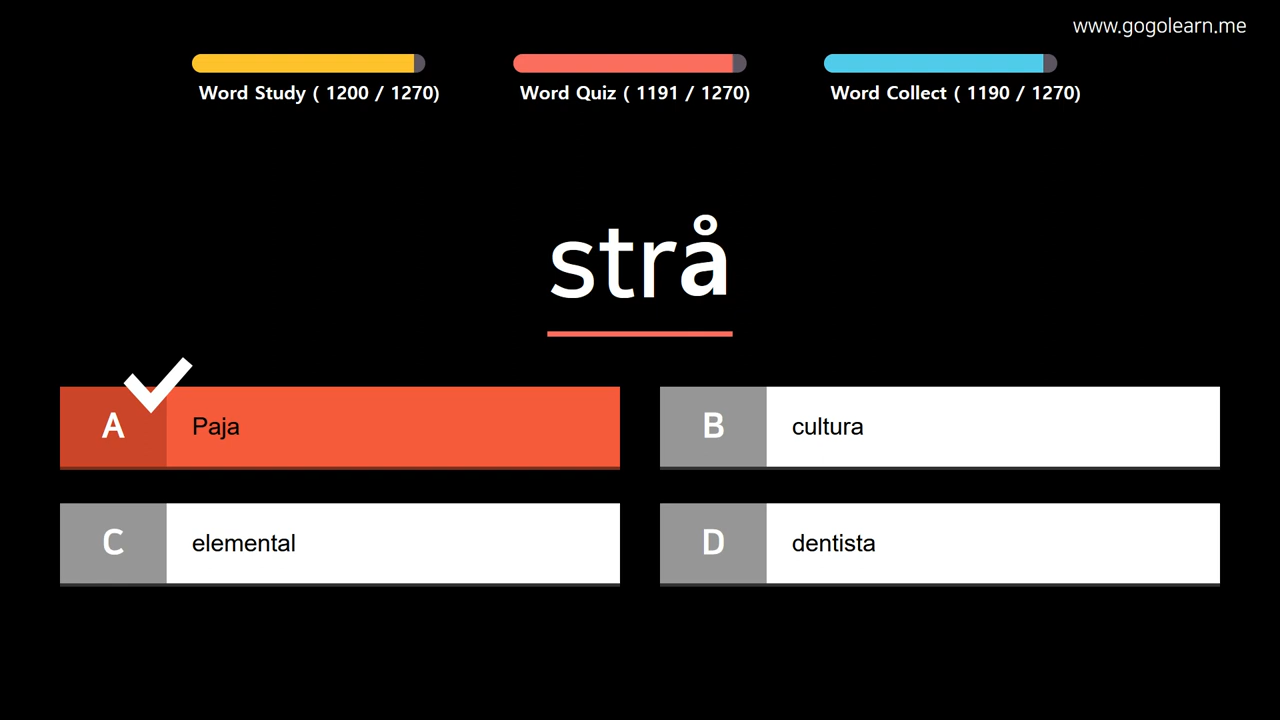 www.gogolearn.me
Word Study ( 1200 / 1270)
Word Quiz ( 1191 / 1270)
Word Collect ( 1190 / 1270)
strå
A Paja
B cultura
C elemental
D dentista